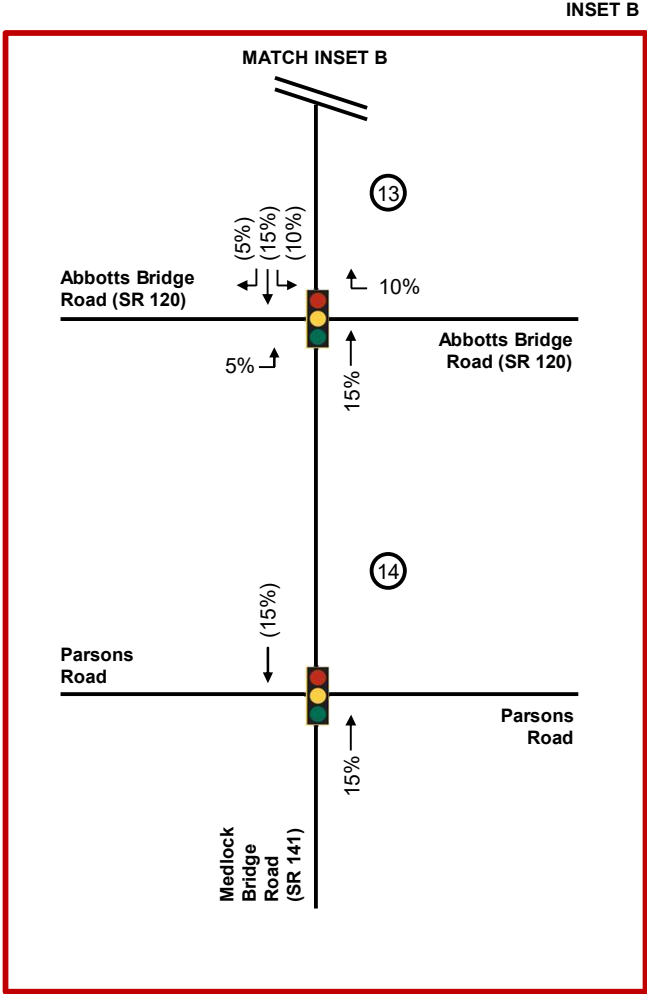 INSET B
MATCH INSET B
13
(5%)
(15%)
(10%)
10%
Abbotts Bridge
Road (SR 120)
Abbotts Bridge
Road (SR 120)
5%
15%
14
(15%)
Parsons
Road
Parsons
Road
15%
Medlock
Bridge
Road
(SR 141)